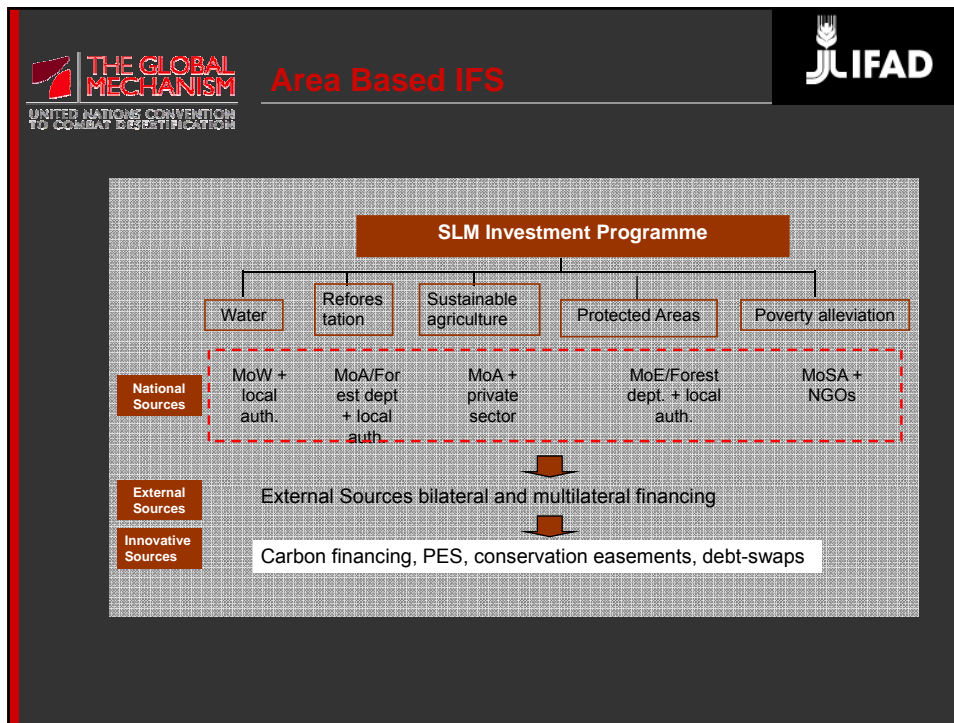 THE GLOBAL
MECHANISM
UNITED NATIONS CONVENTION
TO COMBAT DESERTIFICATION
Area Based IFS
JLIFAD
SLM Investment Programme
Water
Refores
tation
Sustainable
agriculture
Protected Areas
Poverty alleviation
National
Sources
MoW +
local
auth.
MoA/For
est dept
+ local
auth.
MoA +
private
sector
MoE/Forest
dept. + local
auth.
MoSA +
NGOs
External
Sources
External Sources bilateral and multilateral financing
Innovative
Sources
Carbon financing, PES, conservation easements, debt-swaps